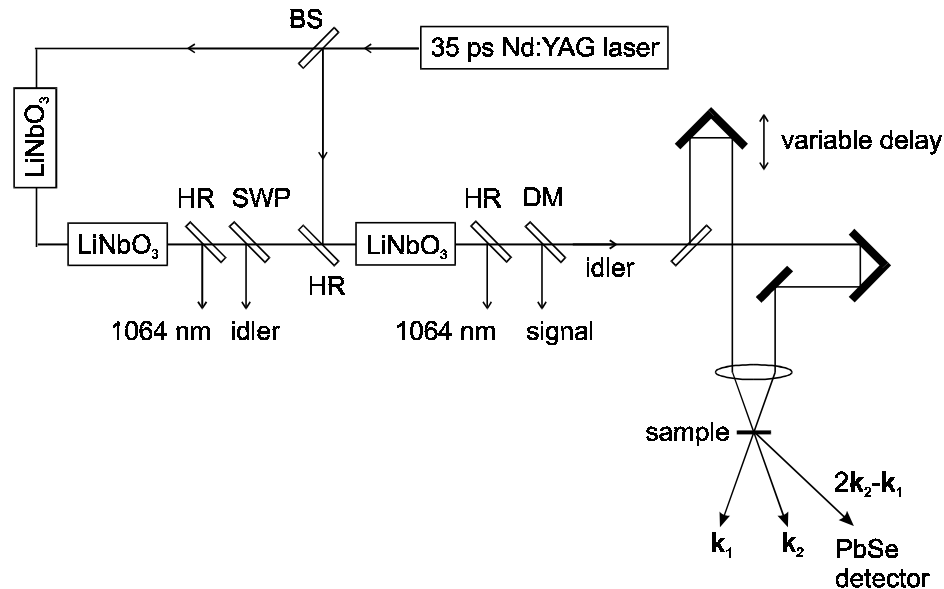 BS
35 ps Nd:YAG laser
LiNbO₃
variable delay
HR SWP
HR DM
LiNbO₃
LiNbO₃
HR
idler
1064 nm idler
1064 nm signal
sample
2k₂-k₁
k₁
k₂
PbSe
detector